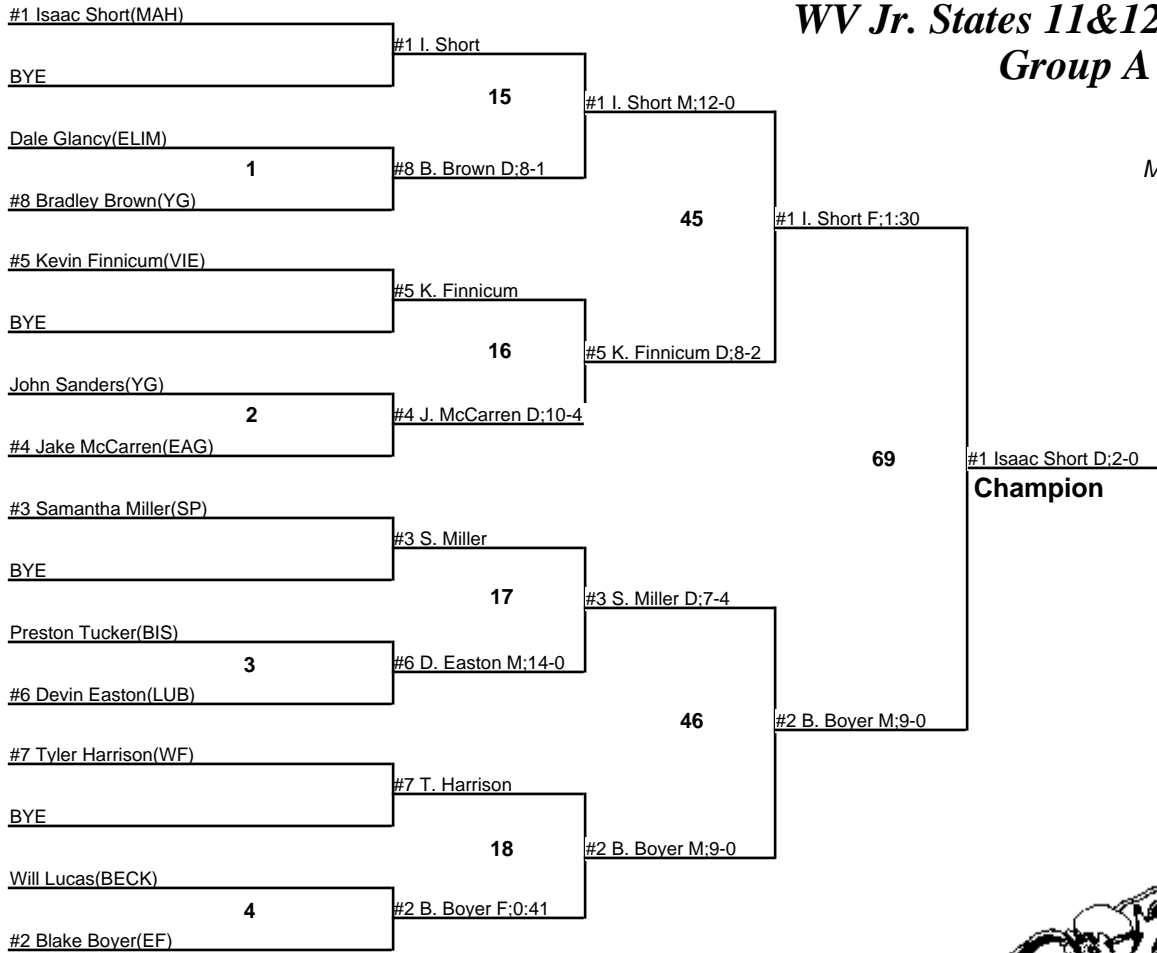 WV Jr. States 11&12
Group A
M
#1 Isaac Short(MAH)
BYE
Dale Glancy(ELIM)
1
#8 Bradley Brown(YG)
#5 Kevin Finnicum(VIE)
BYE
John Sanders(YG)
2
#4 Jake McCarren(EAG)
#3 Samantha Miller(SP)
BYE
Preston Tucker(BIS)
3
#6 Devin Easton(LUB)
#7 Tyler Harrison(WF)
BYE
Will Lucas(BECK)
4
#2 Blake Boyer(EF)
#1 I. Short
15
#8 B. Brown D;8-1
#5 K. Finnicum
16
#4 J. McCarren D;10-4
#3 S. Miller
17
#6 D. Easton M;14-0
#7 T. Harrison
18
#2 B. Boyer F;0:41
#1 I. Short M;12-0
45
#5 K. Finnicum D;8-2
#3 S. Miller D;7-4
46
#2 B. Boyer M;9-0
#1 I. Short F;1:30
69
#2 B. Boyer M;9-0
#1 Isaac Short D;2-0
Champion